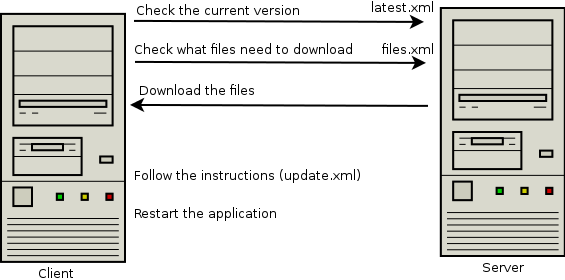 Check the current version latest.xml
Check what files need to download files.xml
Download the files
Follow the instructions (update.xml)
Restart the application
Client Server